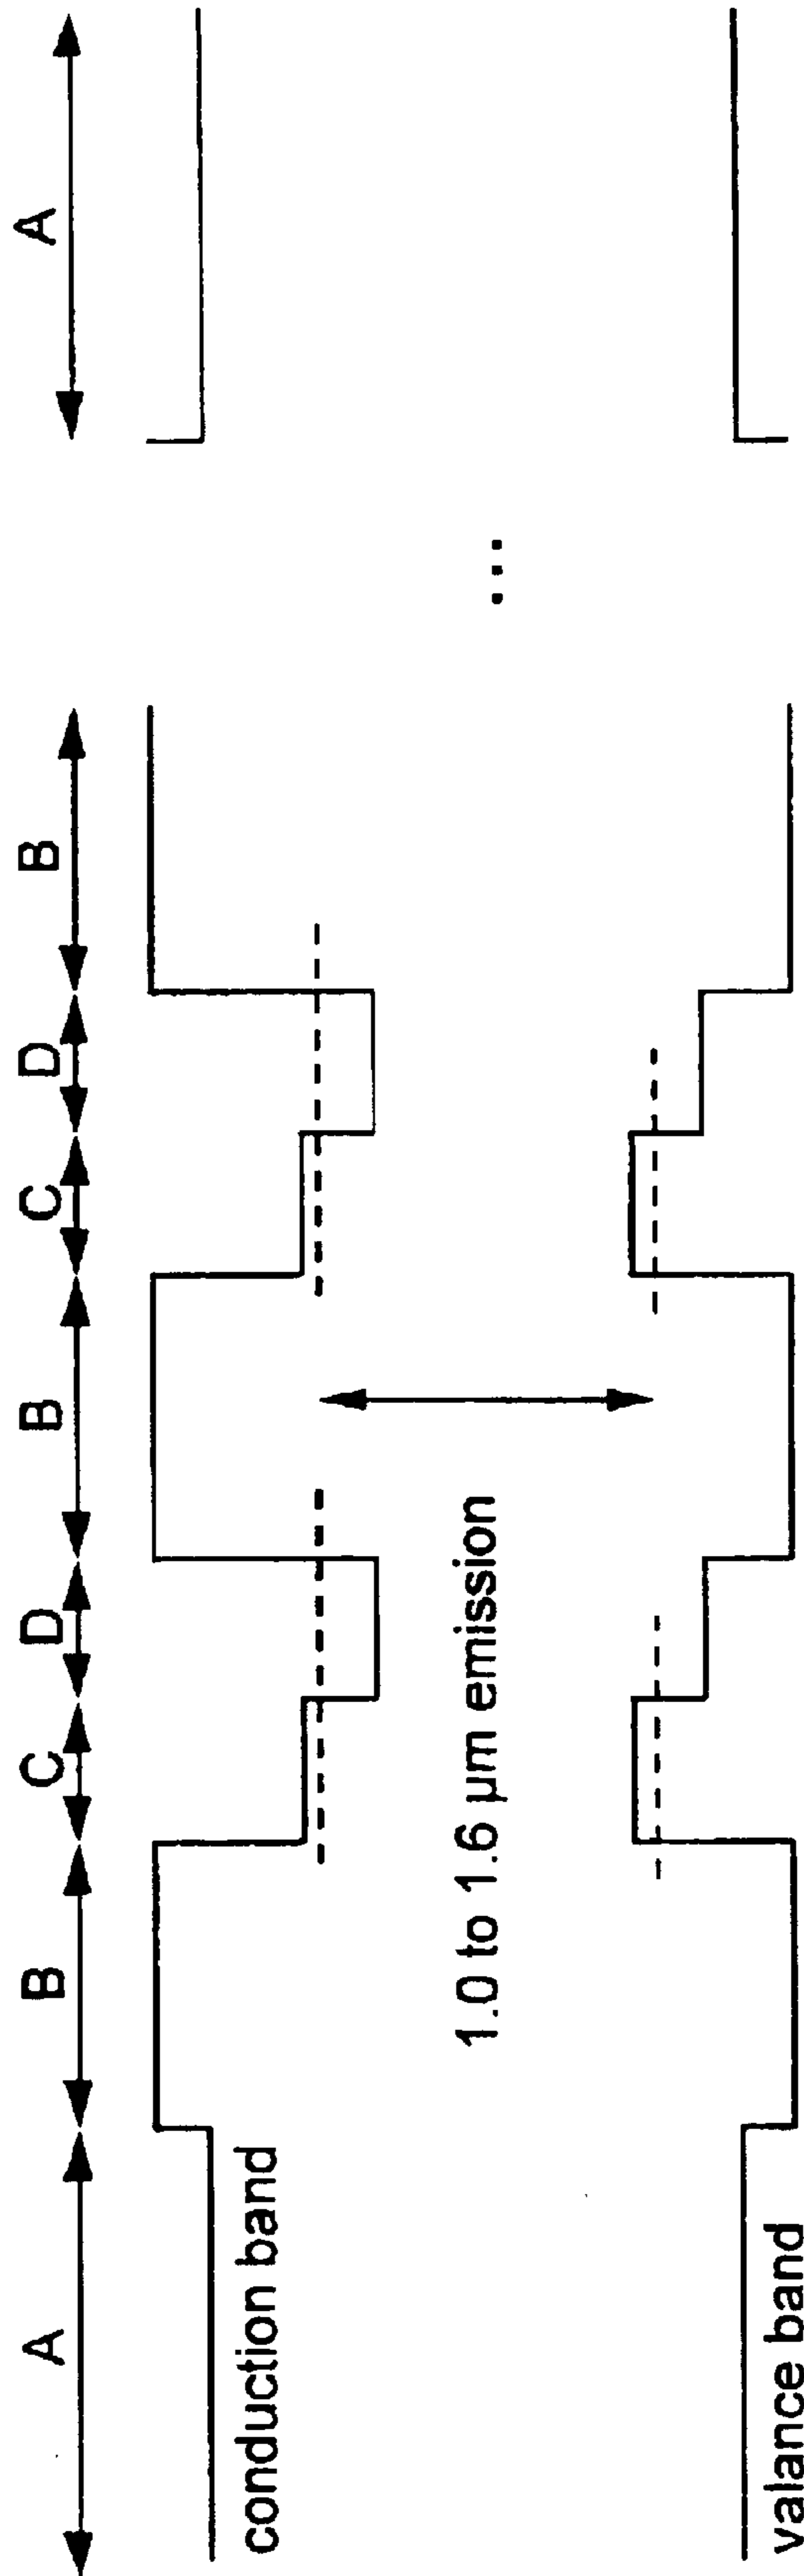 A B C D B C D B A
conduction band
1.0 to 1.6 µm emission
...
valance band